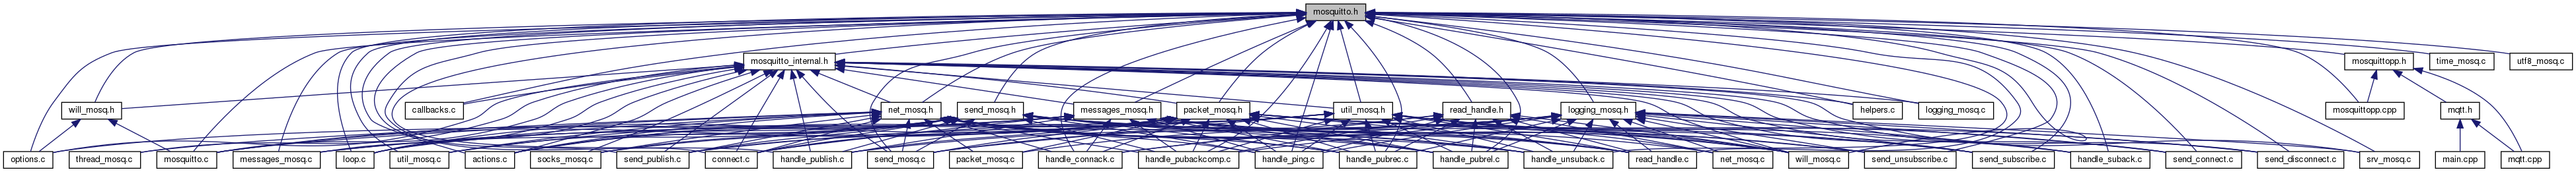 mosquitto.h
mosquitto_internal.h
mosquittopp.h
time_mosq.c
utf8_mosq.c
will_mosq.h
callbacks.c
net_mosq.h
send_mosq.h
messages_mosq.h
packet_mosq.h
util_mosq.h
read_handle.h
logging_mosq.h
helpers.c
logging_mosq.c
mosquittopp.cpp
mqtt.h
options.c
thread_mosq.c
mosquitto.c
messages_mosq.c
loop.c
util_mosq.c
actions.c
socks_mosq.c
send_publish.c
connect.c
handle_publish.c
send_mosq.c
packet_mosq.c
handle_connack.c
handle_pubackcomp.c
handle_ping.c
handle_pubrec.c
handle_pubrel.c
handle_unsuback.c
read_handle.c
net_mosq.c
will_mosq.c
send_unsubscribe.c
send_subscribe.c
handle_suback.c
send_connect.c
send_disconnect.c
srv_mosq.c
main.cpp
mqtt.cpp